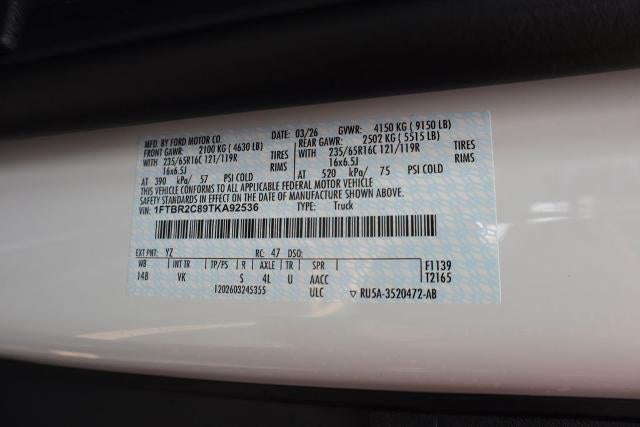 MFD. BY FORD MOTOR CO. 03/26 GVWR: 4150 KG (9150 LB)
FRONT GAWR: 2100 KG (4630 LB) REAR GAWR: 2502 KG (5515 LB)
WITH 235/65R16C 121/119R TIRES WITH 235/65R16C 121/119R TIRES
16x6.5J 16x6.5J RIMS
AT 390 kPa/ 57 PSI COLD AT 520 kPa/ 75 PSI COLD
THIS VEHICLE CONFORMS TO ALL APPLICABLE FEDERAL MOTOR VEHICLE
SAFETY STANDARDS IN EFFECT ON THE DATE OF MANUFACTURE SHOWN ABOVE.
VIN: 1FTBR2C89TKA92536 TYPE: Truck
EXT PNT: YZ RC: 47 DSO:
WB INT TR TP/PS R AXLE TR SPR F1139
148 VK S 4L U AACC T2165
1202603245355 ULC ▽ RU5A-3520472-AB